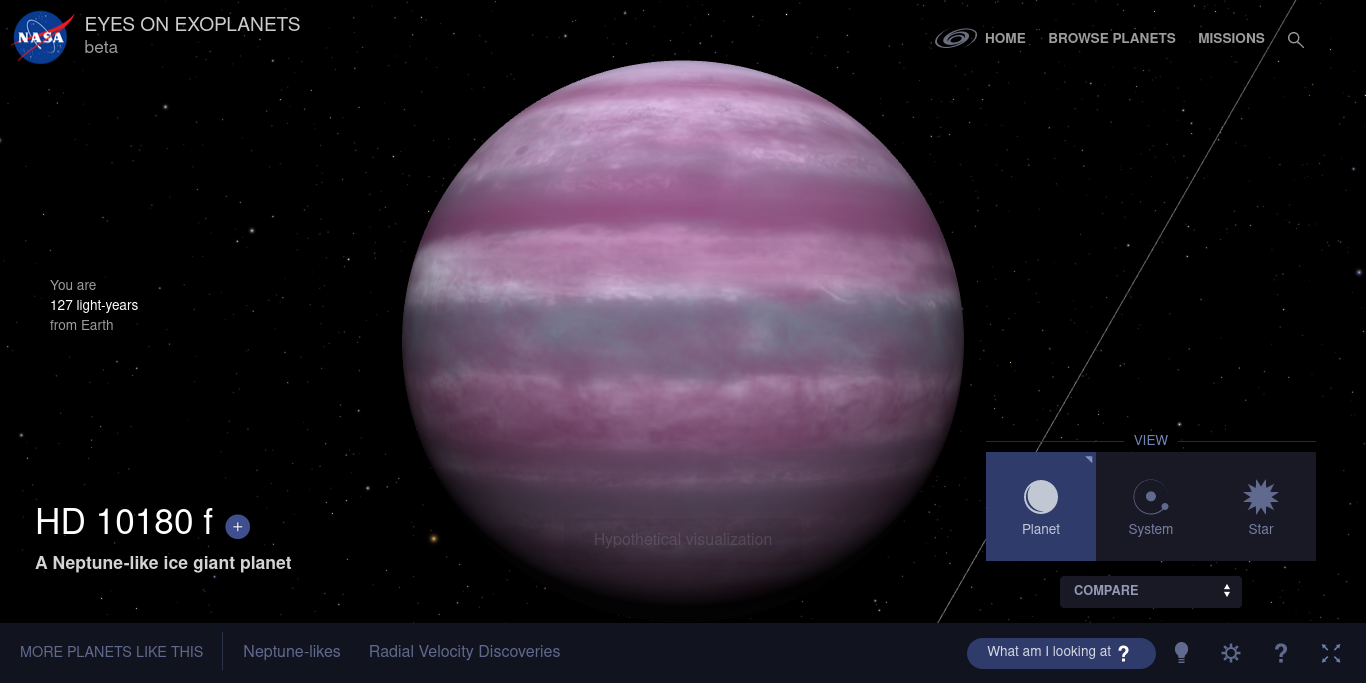 NASA
EYES ON EXOPLANETS
beta
HOME
BROWSE PLANETS
MISSIONS
You are
127 light-years
from Earth
HD 10180 f +
A Neptune-like ice giant planet
Hypothetical visualization
VIEW
Planet
System
Star
COMPARE
MORE PLANETS LIKE THIS
Neptune-likes
Radial Velocity Discoveries
What am I looking at ?
?